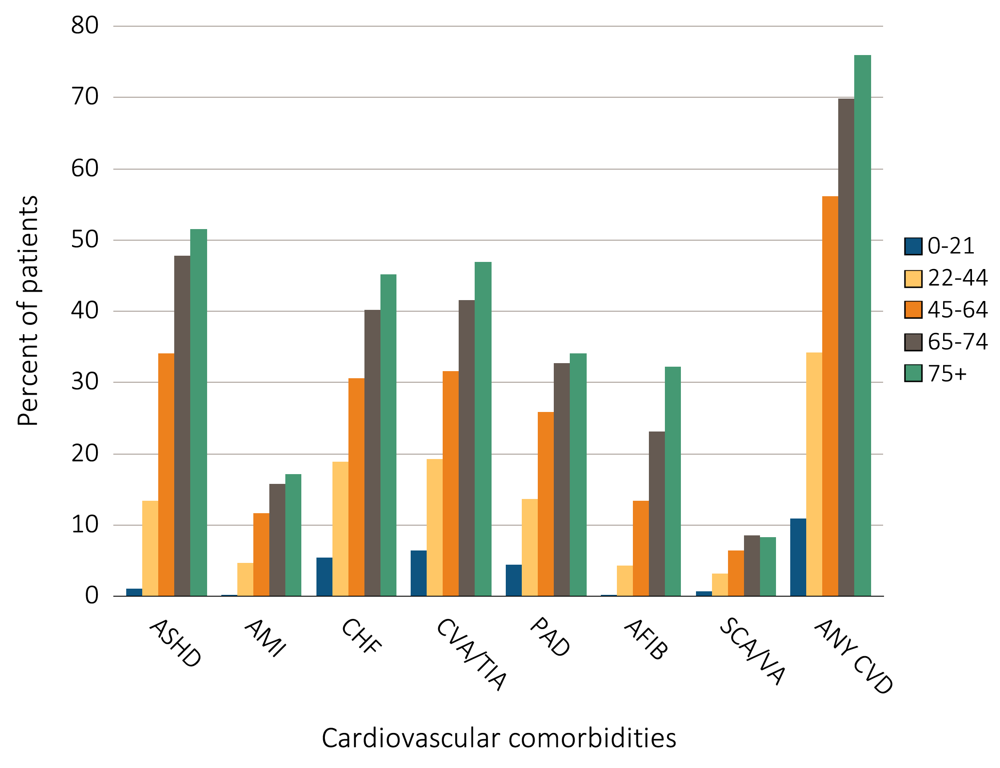 80
70
60
50
40
30
20
10
0
Percent of patients
ASHD
AMI
CHF
CVA/TIA
PAD
AFIB
SCA/VA
ANY CVD
Cardiovascular comorbidities
0-21
22-44
45-64
65-74
75+